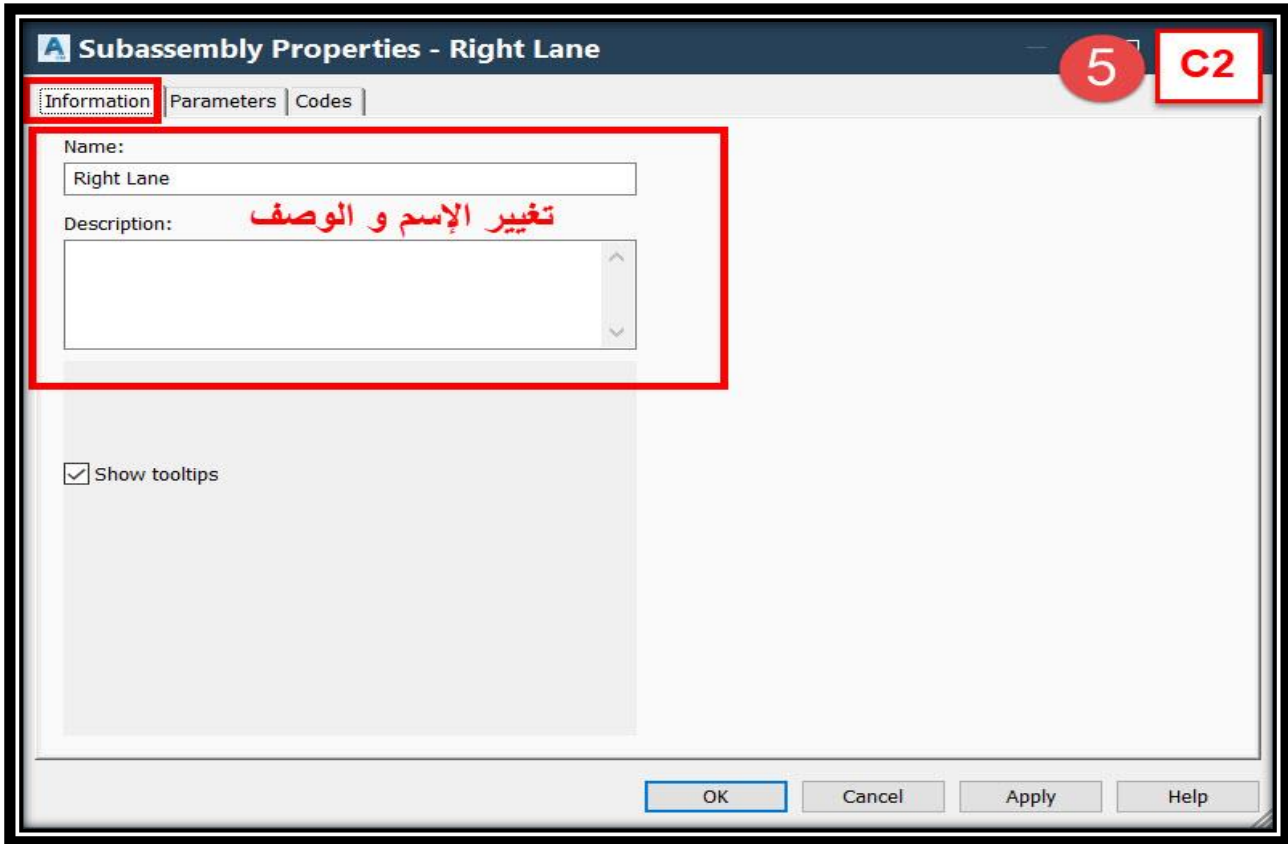 Subassembly Properties - Right Lane
5
C2
Information Parameters Codes
Name:
Right Lane
Description:
تغيير الإسم و الوصف
Show tooltips
OK Cancel Apply Help